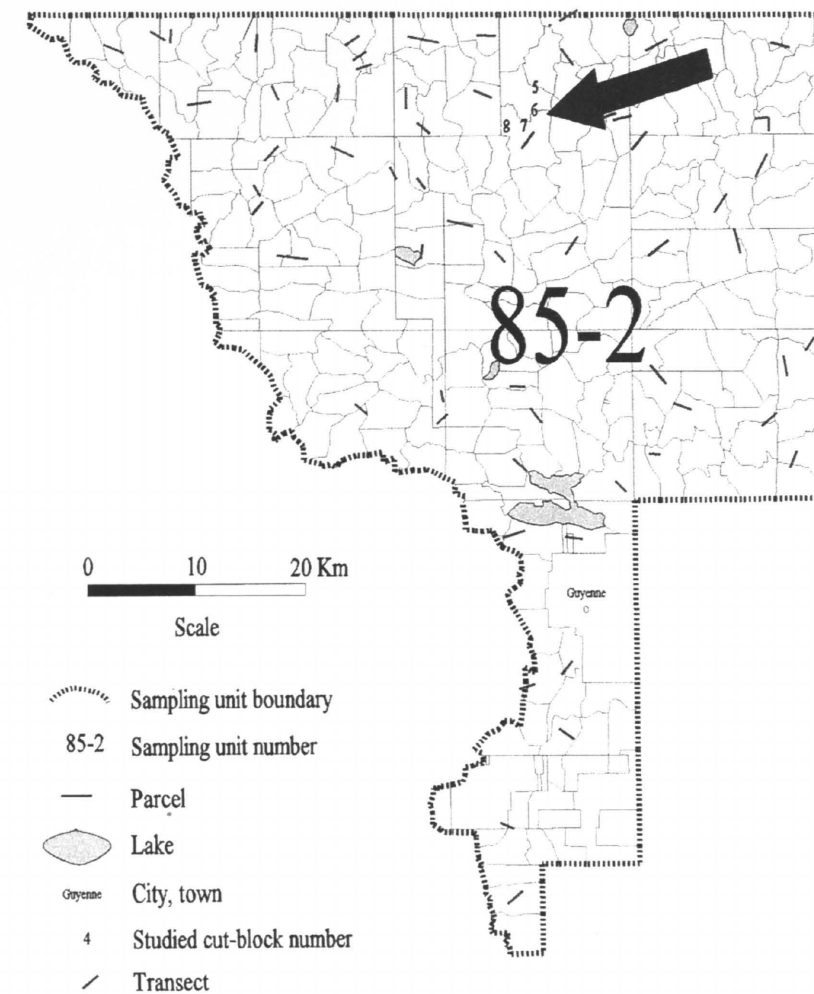 5
6
8 7
85-2
Guyenne
0 10 20 Km
Scale
Sampling unit boundary
85-2 Sampling unit number
Parcel
Lake
Guyenne City, town
4 Studied cut-block number
Transect